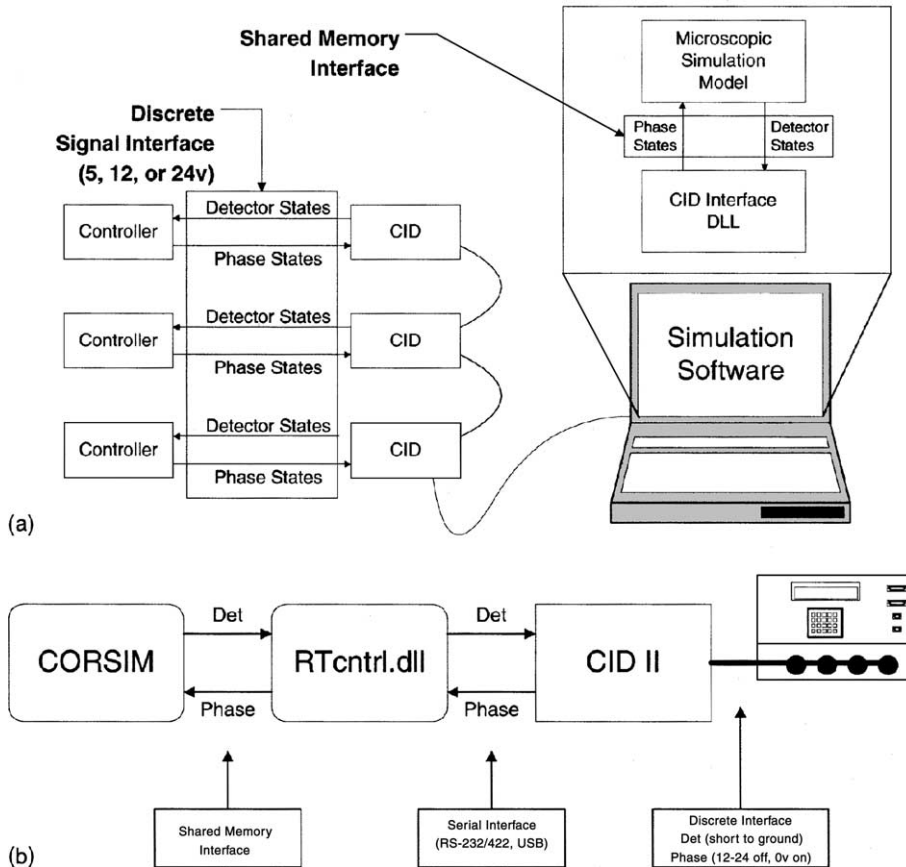 Shared Memory
Interface
Microscopic
Simulation
Model
Phase
States
Detector
States
CID Interface
DLL
Discrete
Signal Interface
(5, 12, or 24v)
Controller
Detector States
Phase States
CID
Controller
Detector States
Phase States
CID
Controller
Detector States
Phase States
CID
Simulation
Software
(a)
CORSIM
Det
Phase
RTcntrl.dll
Det
Phase
CID II
Shared Memory
Interface
Serial Interface
(RS-232/422, USB)
Discrete Interface
Det (short to ground)
Phase (12-24 off, 0v on)
(b)